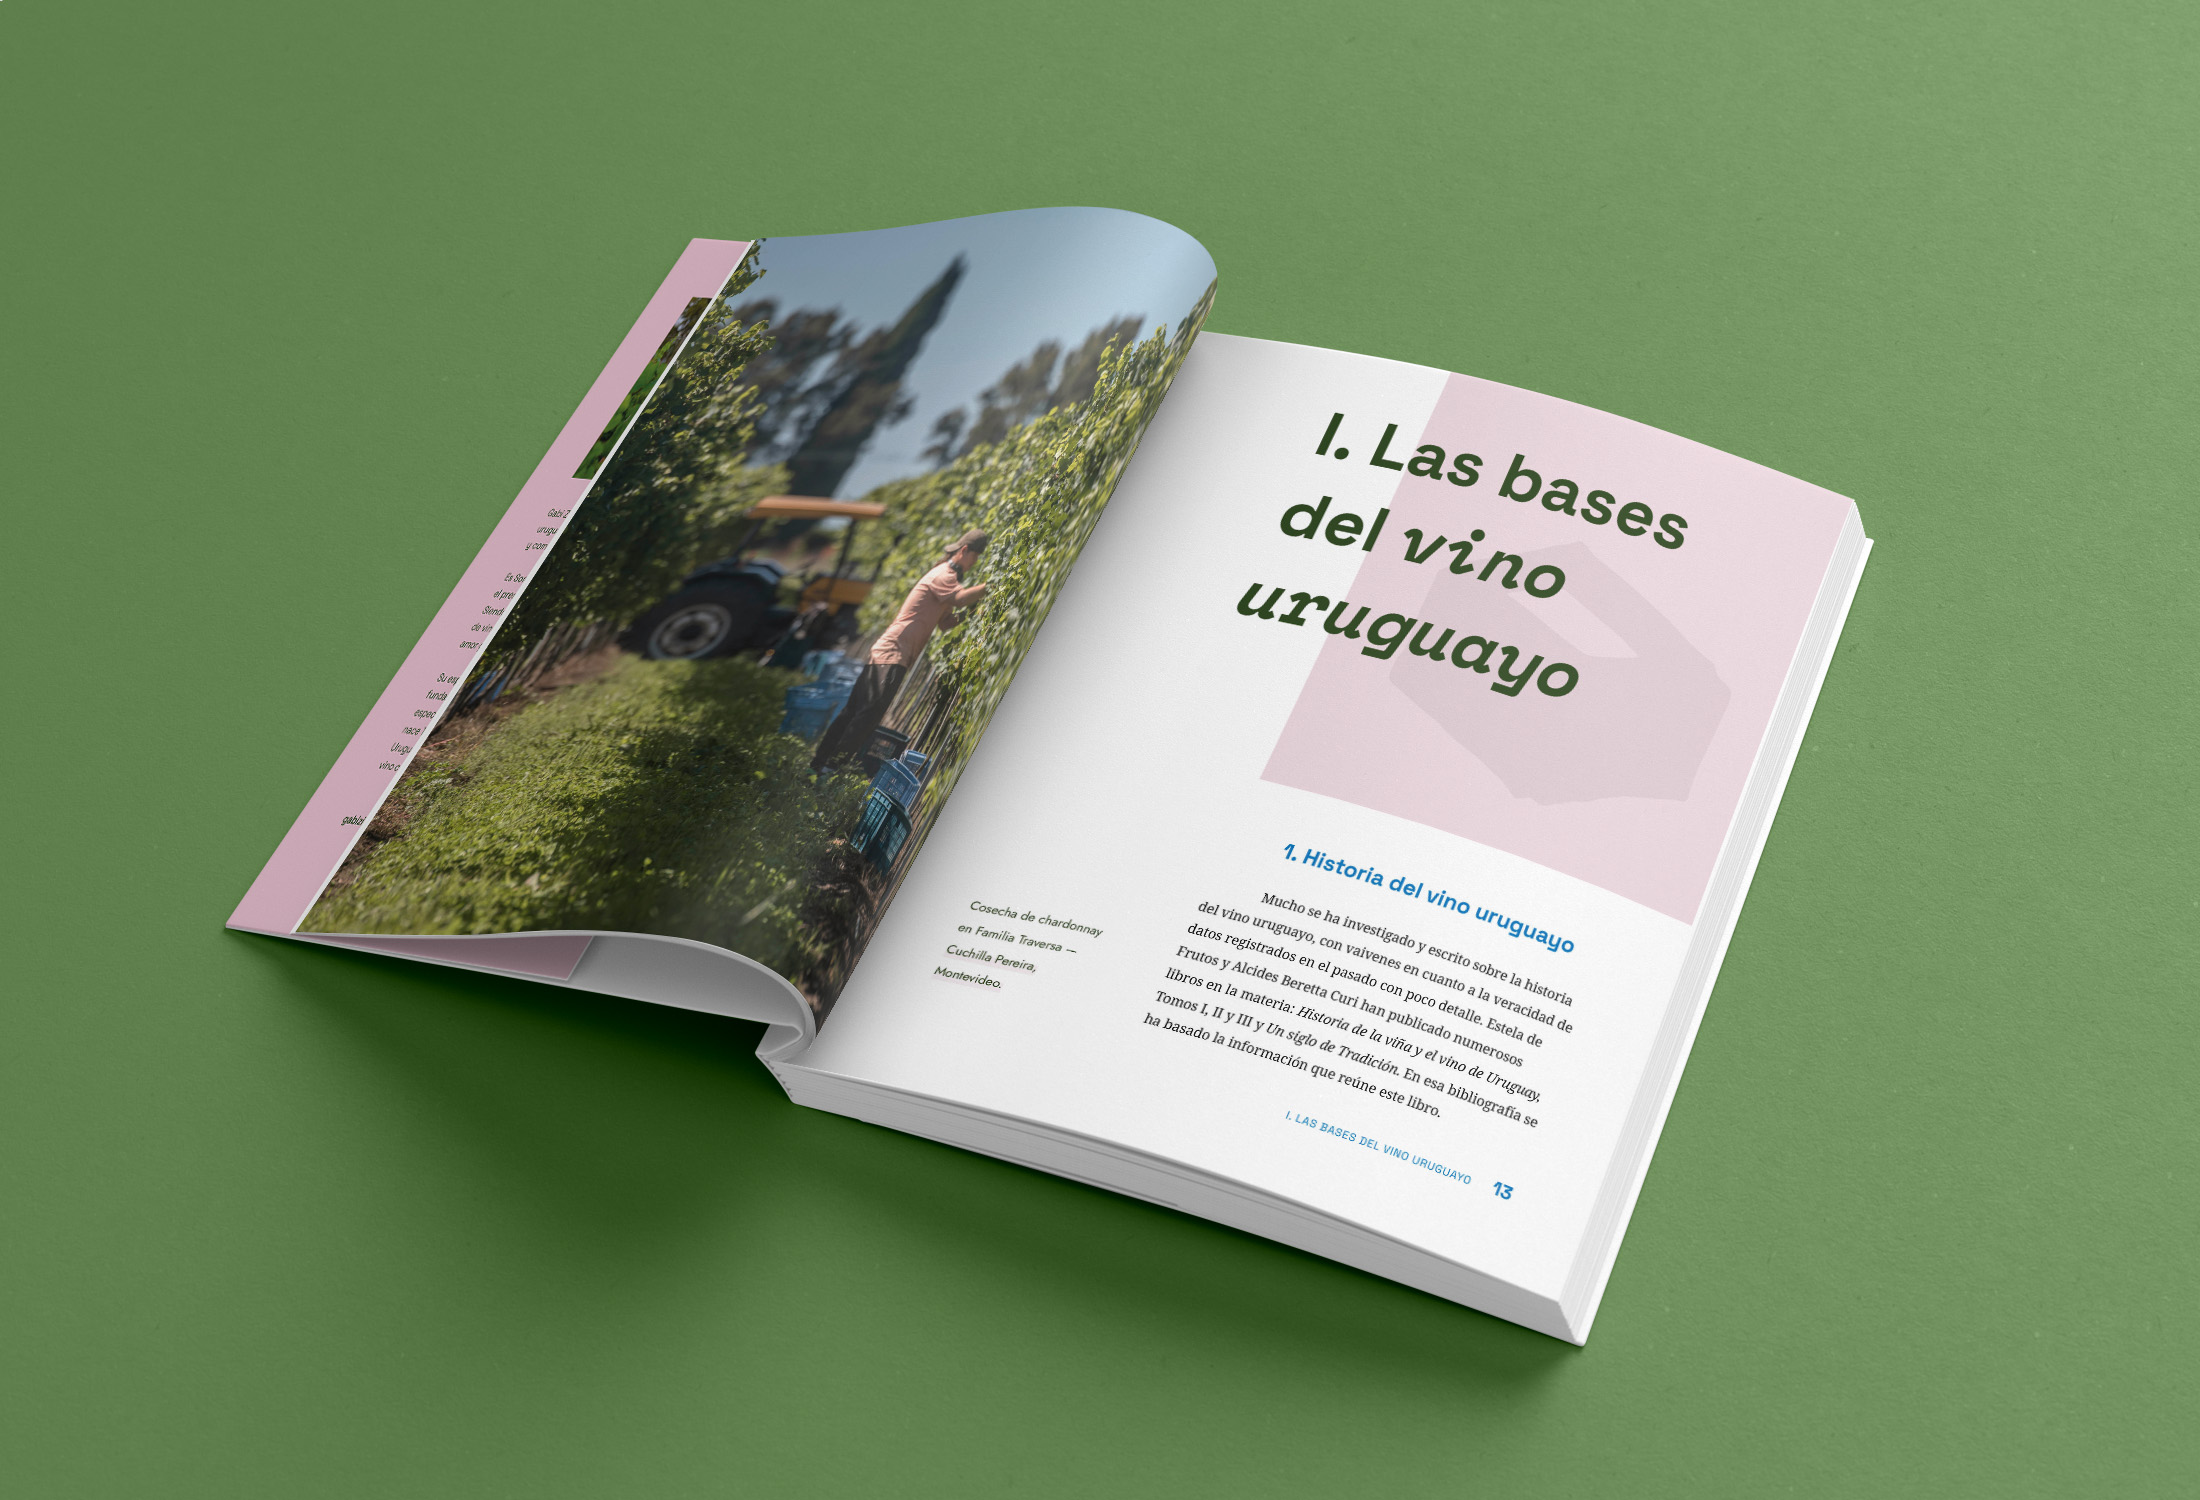 Gabi Z
urugu
y com
Es Som
el pre
Siend
de vin
amor
Su esp
funda
espec
nace
Urugu
vino c
gabizi
I. Las bases
del vino
uruguayo
1. Historia del vino uruguayo
Mucho se ha investigado y escrito sobre la historia
del vino uruguayo, con vaivenes en cuanto a la veracidad de
datos registrados en el pasado con poco detalle. Estela de
Frutos y Alcides Beretta Curi han publicado numerosos
libros en la materia: Historia de la viña y el vino de Uruguay,
Tomos I, II y III y Un siglo de Tradición. En esa bibliografía se
ha basado la información que reúne este libro.
Cosecha de chardonnay
en Familia Traversa —
Cuchilla Pereira,
Montevideo.
I. LAS BASES DEL VINO URUGUAYO 13